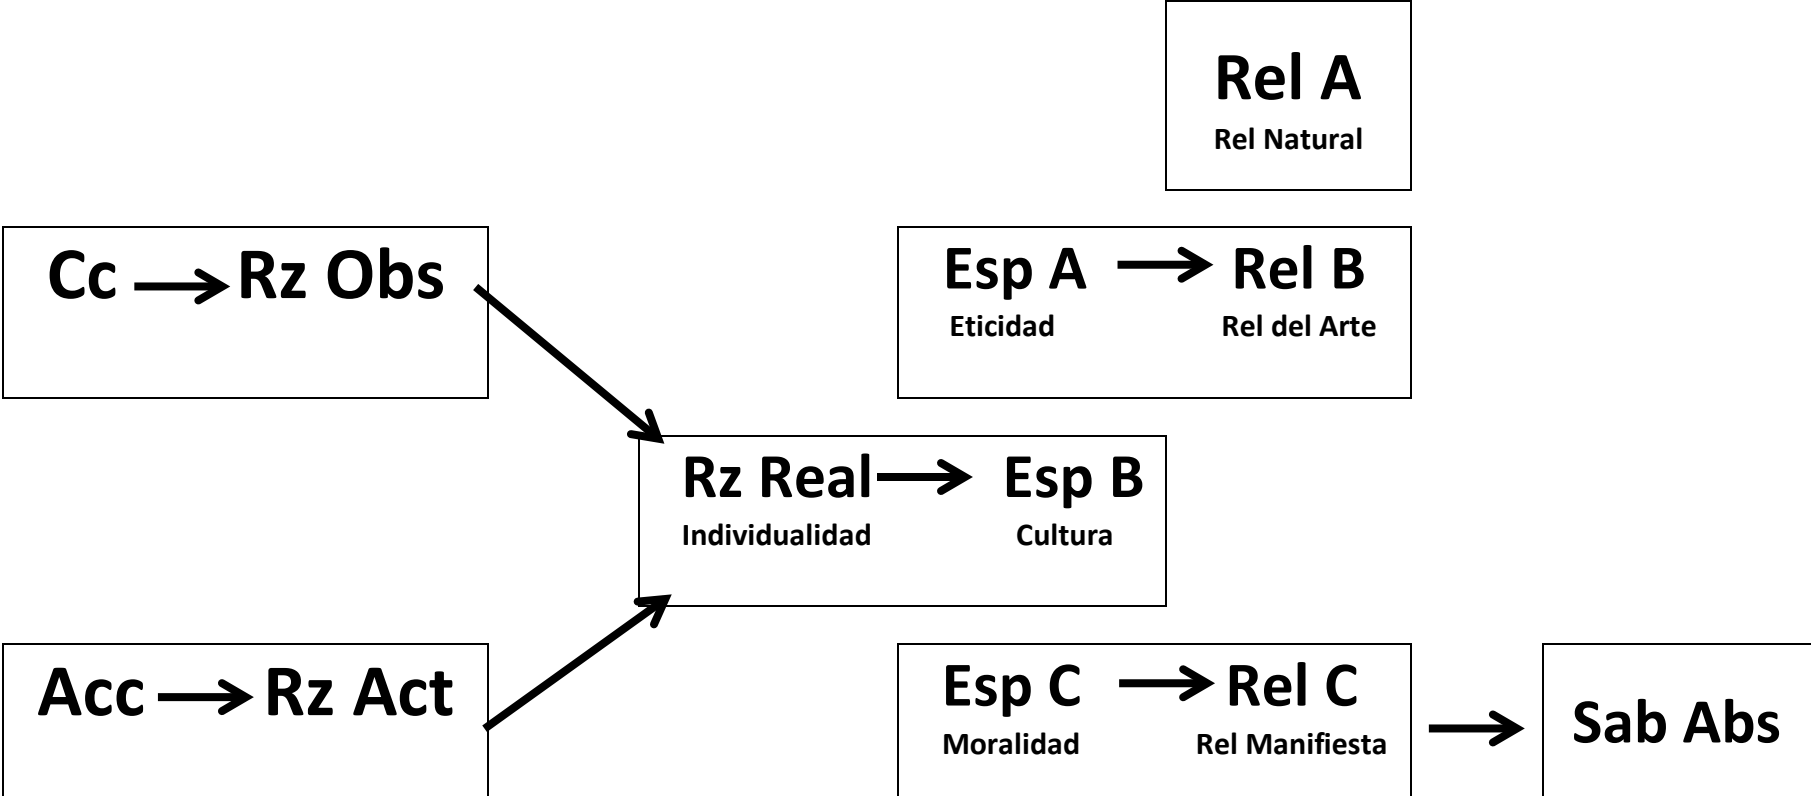 Rel A
Rel Natural
Cc
Rz Obs
Esp A
Rel B
Eticidad
Rel del Arte
Rz Real
Esp B
Individualidad
Cultura
Acc
Rz Act
Esp C
Rel C
Moralidad
Rel Manifiesta
Sab Abs